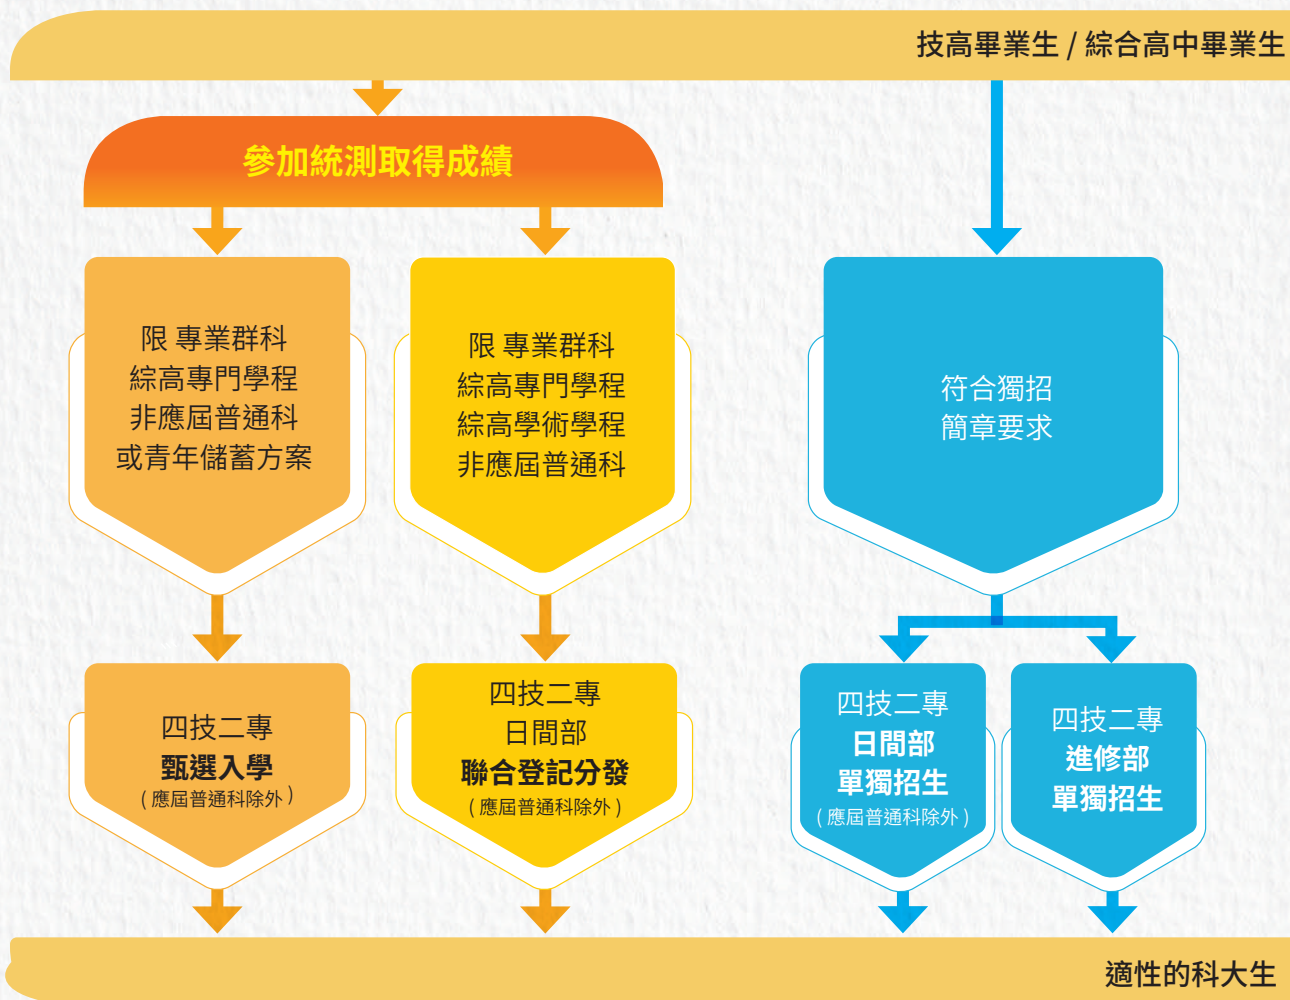 技高畢業生 / 綜合高中畢業生
參加統測取得成績
限 專業群科
綜高專門學程
非應屆普通科
或青年儲蓄方案
限 專業群科
綜高專門學程
綜高學術學程
非應屆普通科
符合獨招
簡章要求
四技二專
甄選入學
( 應屆普通科除外 )
四技二專
日間部
聯合登記分發
( 應屆普通科除外 )
四技二專
日間部
單獨招生
( 應屆普通科除外 )
四技二專
進修部
單獨招生
適性的科大生